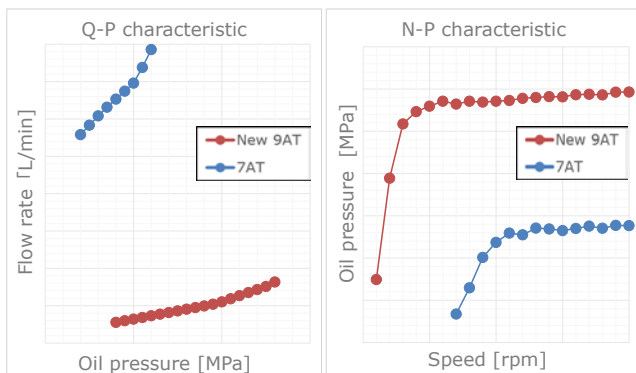 Q-P characteristic
Flow rate ⌈L/min]
New 9AT
7AT
Oil pressure [MPa]
N-P characteristic
Oil pressure [MPa]
New 9AT
7AT
Speed [rpm]